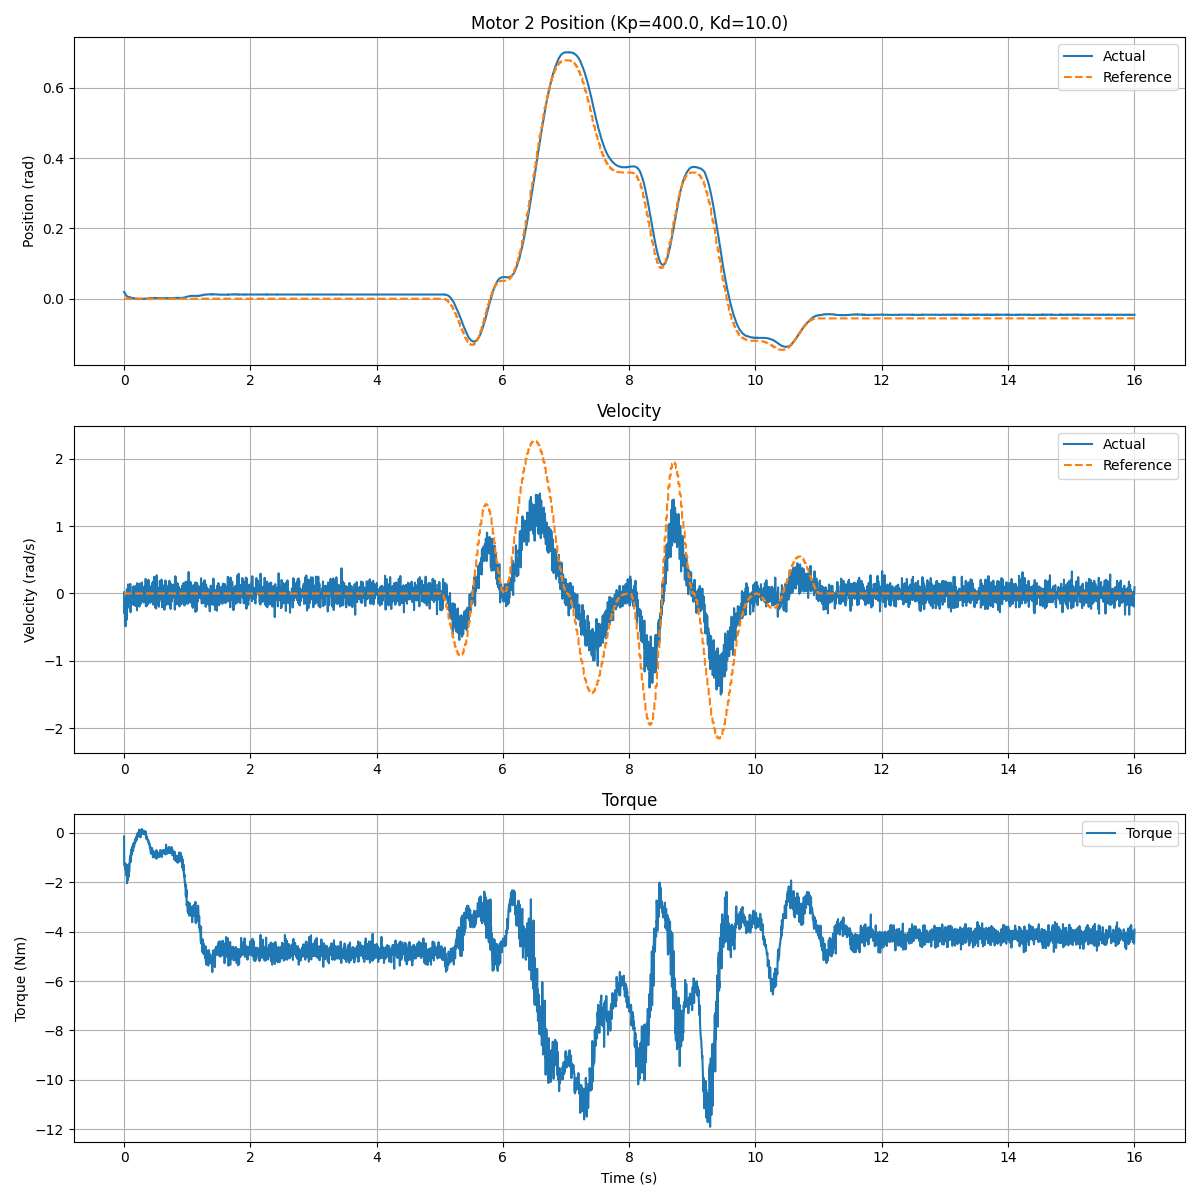 Motor 2 Position (Kp=400.0, Kd=10.0)
Actual
Reference
Position (rad)
0.6
0.4
0.2
0.0
0 2 4 6 8 10 12 14 16
Velocity
Actual
Reference
Velocity (rad/s)
2
1
0
−1
−2
0 2 4 6 8 10 12 14 16
Torque
Torque
Torque (Nm)
0
−2
−4
−6
−8
−10
−12
0 2 4 6 8 10 12 14 16
Time (s)